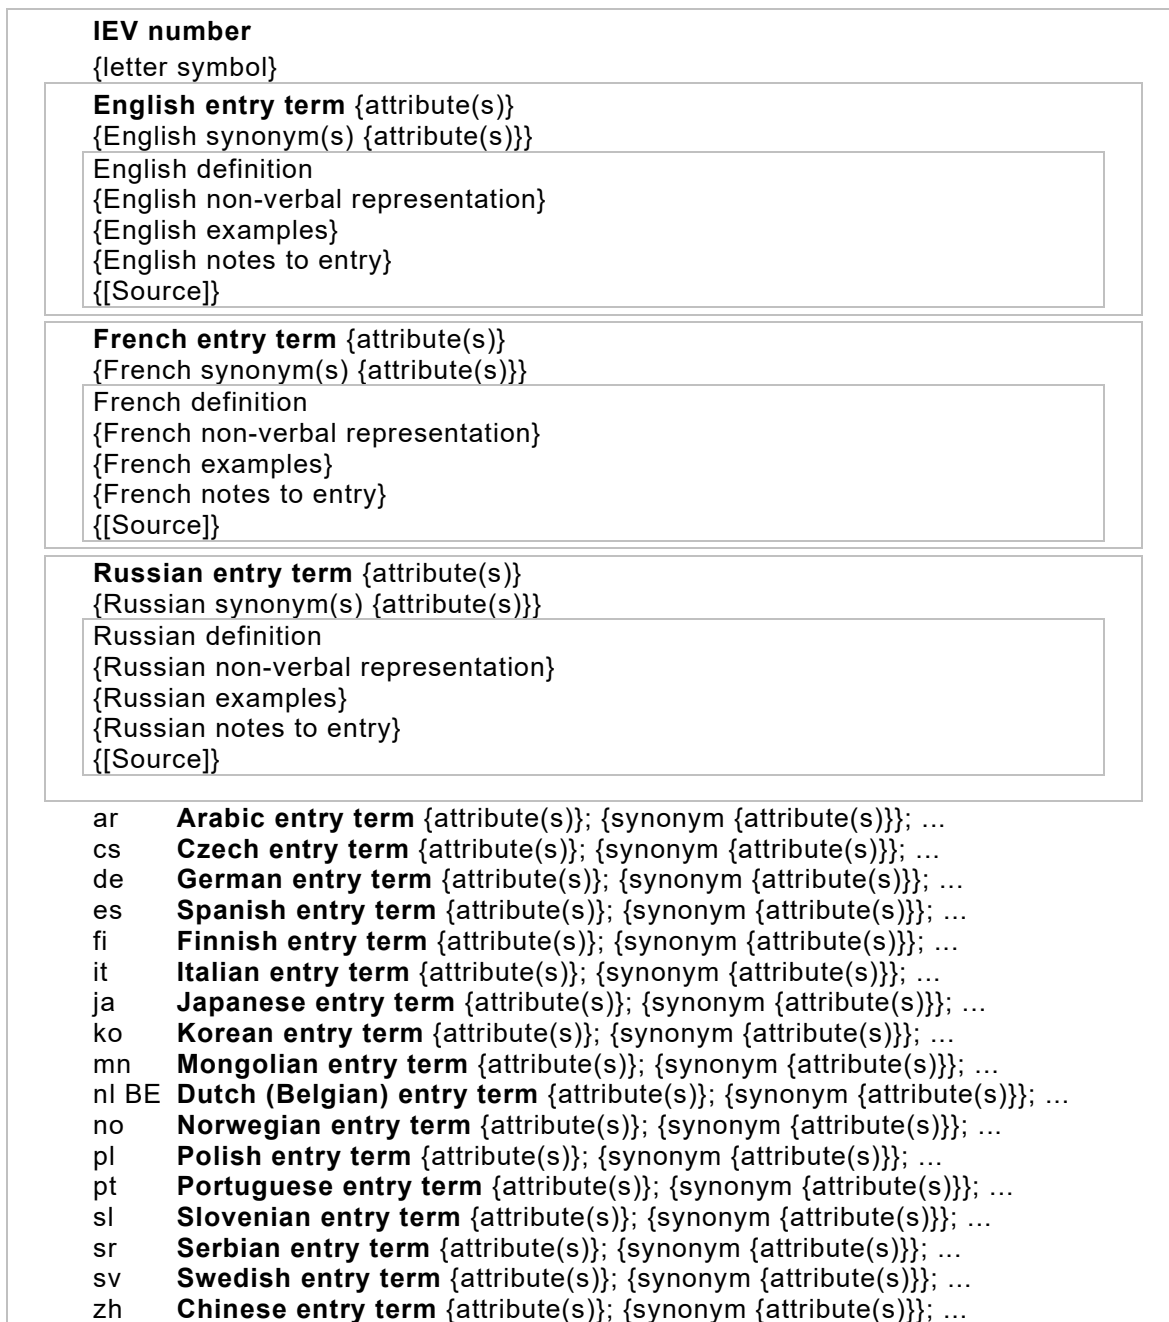 IEV number
{letter symbol}
English entry term {attribute(s)}
{English synonym(s) {attribute(s)}}
English definition
{English non-verbal representation}
{English examples}
{English notes to entry}
{[Source]}
French entry term {attribute(s)}
{French synonym(s) {attribute(s)}}
French definition
{French non-verbal representation}
{French examples}
{French notes to entry}
{[Source]}
Russian entry term {attribute(s)}
{Russian synonym(s) {attribute(s)}}
Russian definition
{Russian non-verbal representation}
{Russian examples}
{Russian notes to entry}
{[Source]}
ar Arabic entry term {attribute(s)}; {synonym {attribute(s)}}; ...
cs Czech entry term {attribute(s)}; {synonym {attribute(s)}}; ...
de German entry term {attribute(s)}; {synonym {attribute(s)}}; ...
es Spanish entry term {attribute(s)}; {synonym {attribute(s)}}; ...
fi Finnish entry term {attribute(s)}; {synonym {attribute(s)}}; ...
it Italian entry term {attribute(s)}; {synonym {attribute(s)}}; ...
ja Japanese entry term {attribute(s)}; {synonym {attribute(s)}}; ...
ko Korean entry term {attribute(s)}; {synonym {attribute(s)}}; ...
mn Mongolian entry term {attribute(s)}; {synonym {attribute(s)}}; ...
nl BE Dutch (Belgian) entry term {attribute(s)}; {synonym {attribute(s)}}; ...
no Norwegian entry term {attribute(s)}; {synonym {attribute(s)}}; ...
pl Polish entry term {attribute(s)}; {synonym {attribute(s)}}; ...
pt Portuguese entry term {attribute(s)}; {synonym {attribute(s)}}; ...
sl Slovenian entry term {attribute(s)}; {synonym {attribute(s)}}; ...
sr Serbian entry term {attribute(s)}; {synonym {attribute(s)}}; ...
sv Swedish entry term {attribute(s)}; {synonym {attribute(s)}}; ...
zh Chinese entry term {attribute(s)}; {synonym {attribute(s)}}; ...